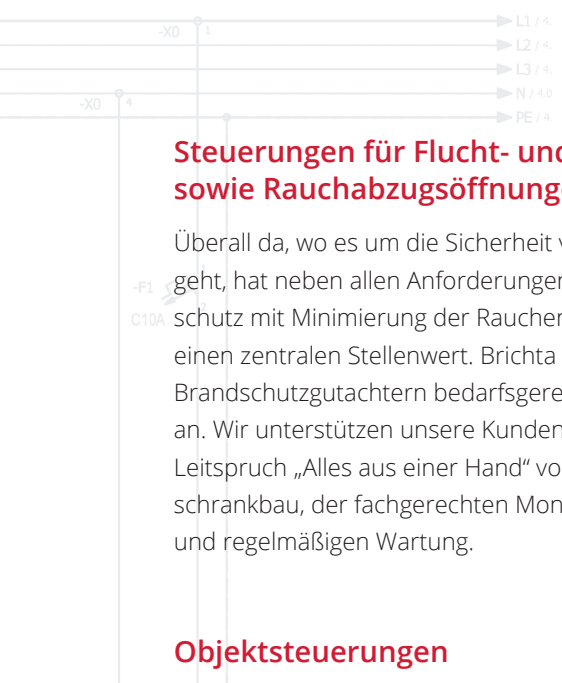 L1 / 4.
-X0 1
L2 / 4.
L3 / 4.
N / 4.0
-X0 4
PE / 4.
Steuerungen für Flucht- und
sowie Rauchabzugsöffnung
Überall da, wo es um die Sicherheit
-F1
geht, hat neben allen Anforderunge
C10A
schutz mit Minimierung der Raucher
einen zentralen Stellenwert. Brichta
Brandschutzgutachtern bedarfsgere
an. Wir unterstützen unsere Kunden
Leitspruch „Alles aus einer Hand“ vo
schrankbau, der fachgerechten Mon
und regelmäßigen Wartung.
Objektsteuerungen